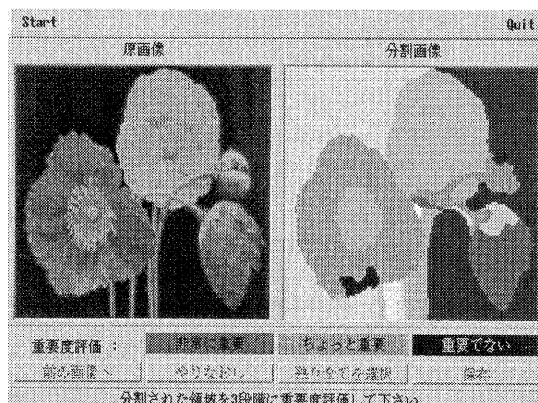 Start Quit
原画像 分割画像
重要度評価： 非常に重要 ちょっと重要 重要でない
前の画像へ やりなおし 残り全てを選択 保存
分割された領域を3段階に重要度評価して下さい